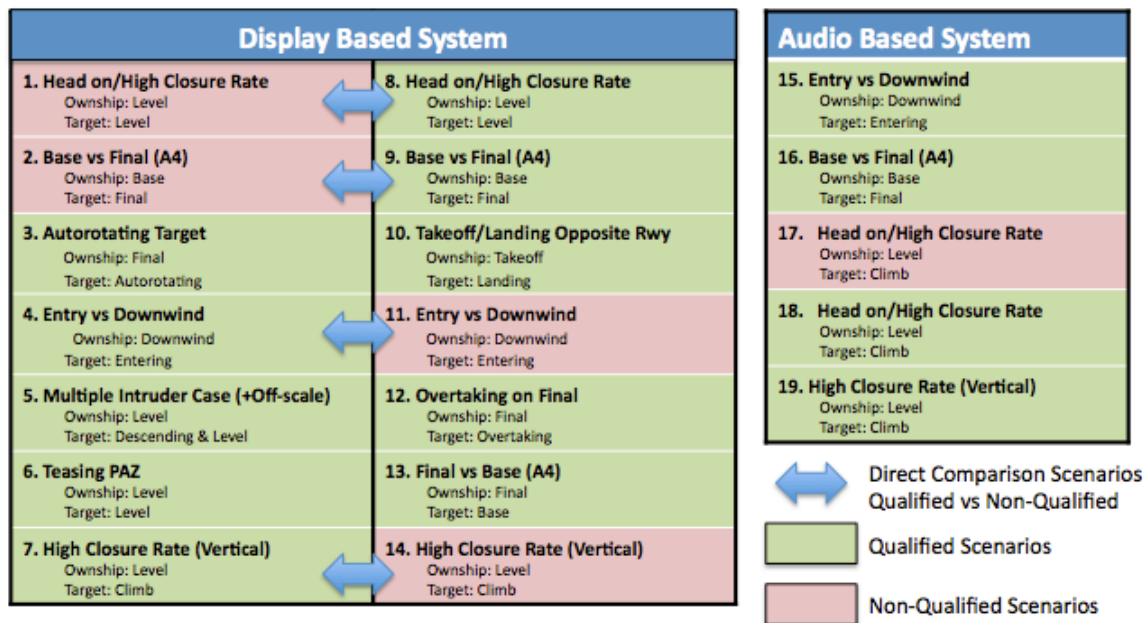 Display Based System
1. Head on/High Closure Rate
Ownship: Level
Target: Level
2. Base vs Final (A4)
Ownship: Base
Target: Final
3. Autorotating Target
Ownship: Final
Target: Autorotating
4. Entry vs Downwind
Ownship: Downwind
Target: Entering
5. Multiple Intruder Case (+Off-scale)
Ownship: Level
Target: Descending & Level
6. Teasing PAZ
Ownship: Level
Target: Level
7. High Closure Rate (Vertical)
Ownship: Level
Target: Climb
8. Head on/High Closure Rate
Ownship: Level
Target: Level
9. Base vs Final (A4)
Ownship: Base
Target: Final
10. Takeoff/Landing Opposite Rwy
Ownship: Takeoff
Target: Landing
11. Entry vs Downwind
Ownship: Downwind
Target: Entering
12. Overtaking on Final
Ownship: Final
Target: Overtaking
13. Final vs Base (A4)
Ownship: Final
Target: Base
14. High Closure Rate (Vertical)
Ownship: Level
Target: Climb
Audio Based System
15. Entry vs Downwind
Ownship: Downwind
Target: Entering
16. Base vs Final (A4)
Ownship: Base
Target: Final
17. Head on/High Closure Rate
Ownship: Level
Target: Climb
18. Head on/High Closure Rate
Ownship: Level
Target: Climb
19. High Closure Rate (Vertical)
Ownship: Level
Target: Climb
Direct Comparison Scenarios
Qualified vs Non-Qualified
Qualified Scenarios
Non-Qualified Scenarios